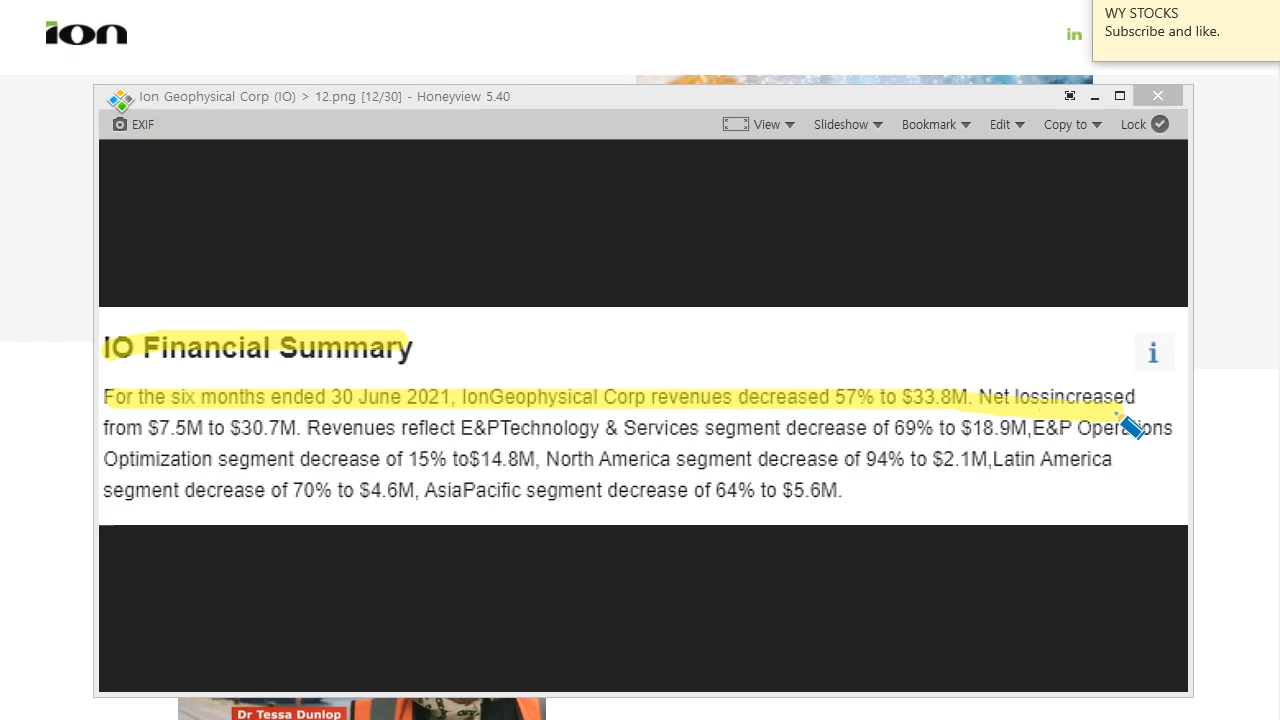 ion
in
WY STOCKS
Subscribe and like.
Ion Geophysical Corp (IO) > 12.png [12/30] - Honeyview 5.40
EXIF
View
Slideshow
Bookmark
Edit
Copy to
Lock
IO Financial Summary
i
For the six months ended 30 June 2021, IonGeophysical Corp revenues decreased 57% to $33.8M. Net lossincreased
from $7.5M to $30.7M. Revenues reflect E&PTechnology & Services segment decrease of 69% to $18.9M,E&P Operations
Optimization segment decrease of 15% to$14.8M, North America segment decrease of 94% to $2.1M,Latin America
segment decrease of 70% to $4.6M, AsiaPacific segment decrease of 64% to $5.6M.
Dr Tessa Dunlop